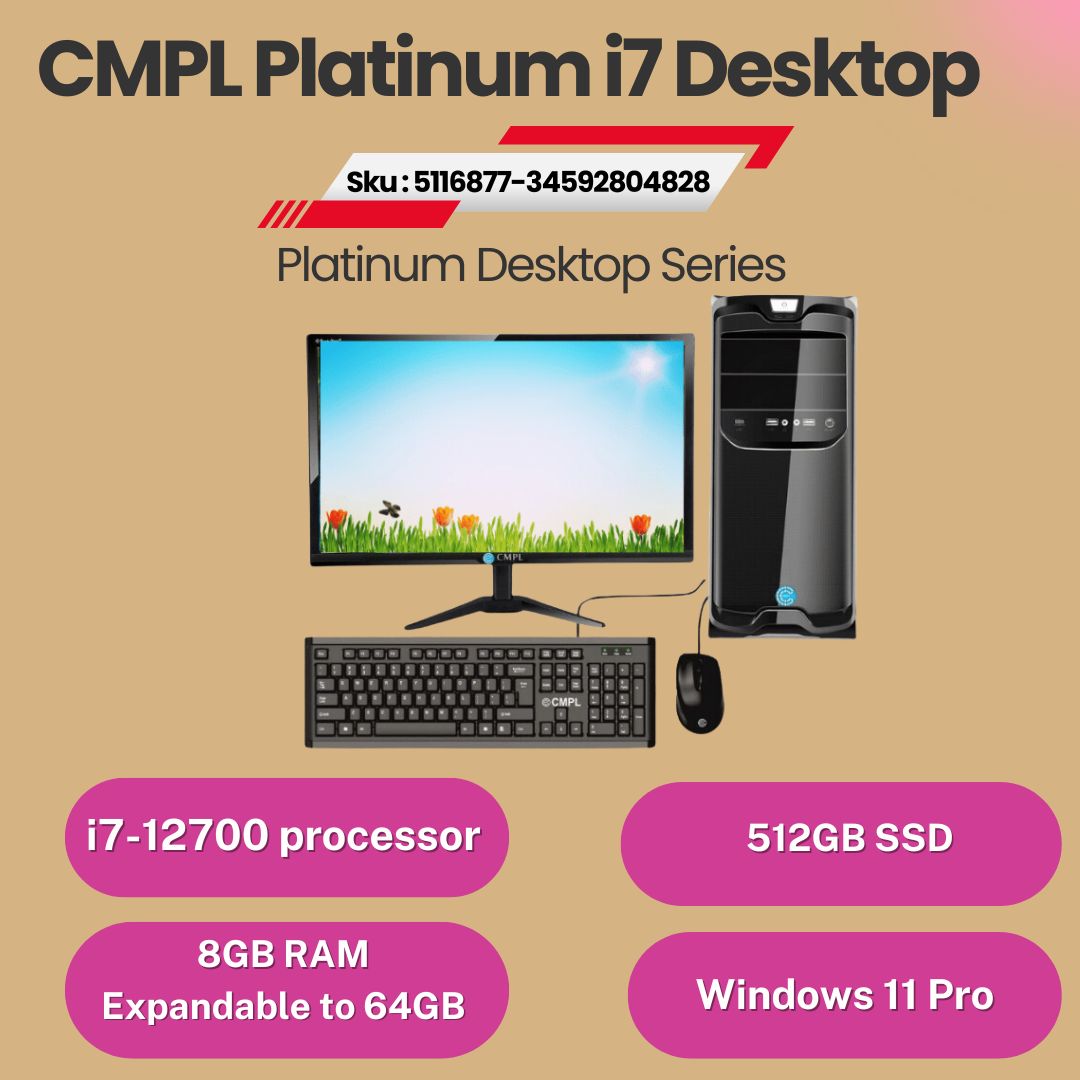 CMPL Platinum i7 Desktop
Sku : 5116877-34592804828
Platinum Desktop Series
CMPL
CMPL
i7-12700 processor
512GB SSD
8GB RAM
Expandable to 64GB
Windows 11 Pro